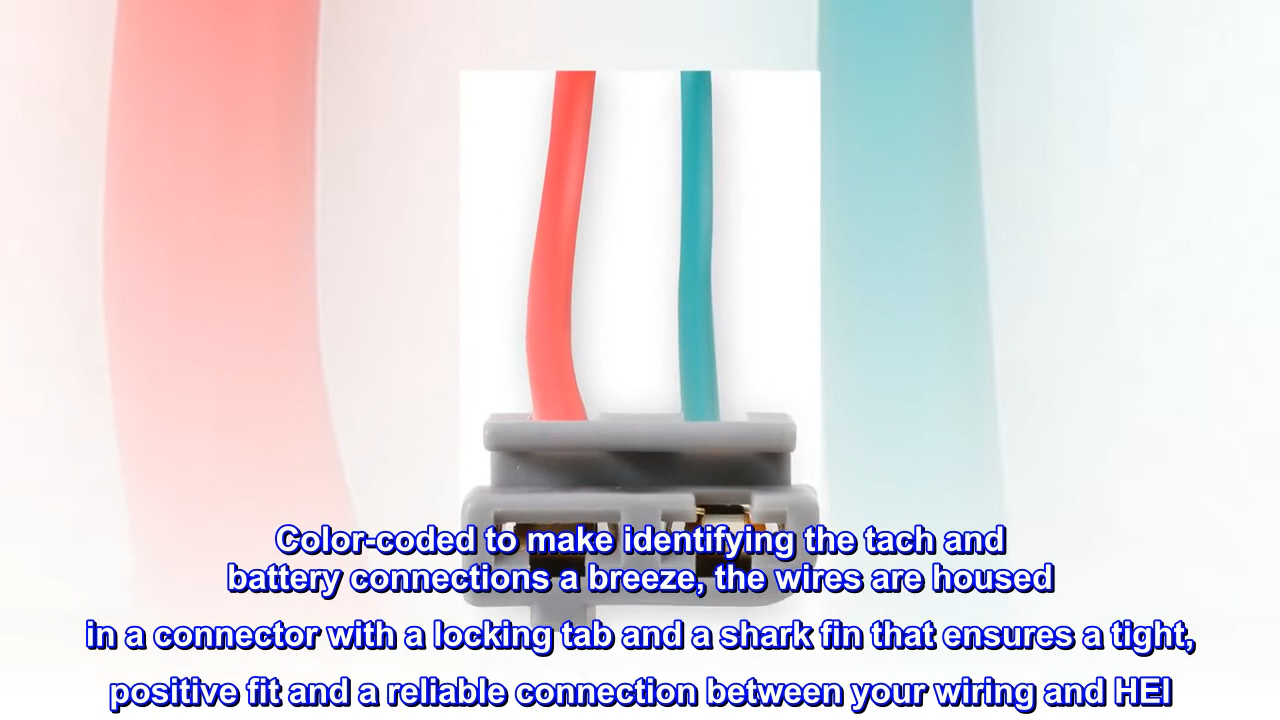 Color-coded to make identifying the tach and
battery connections a breeze, the wires are housed
in a connector with a locking tab and a shark fin that ensures a tight,
positive fit and a reliable connection between your wiring and HEI